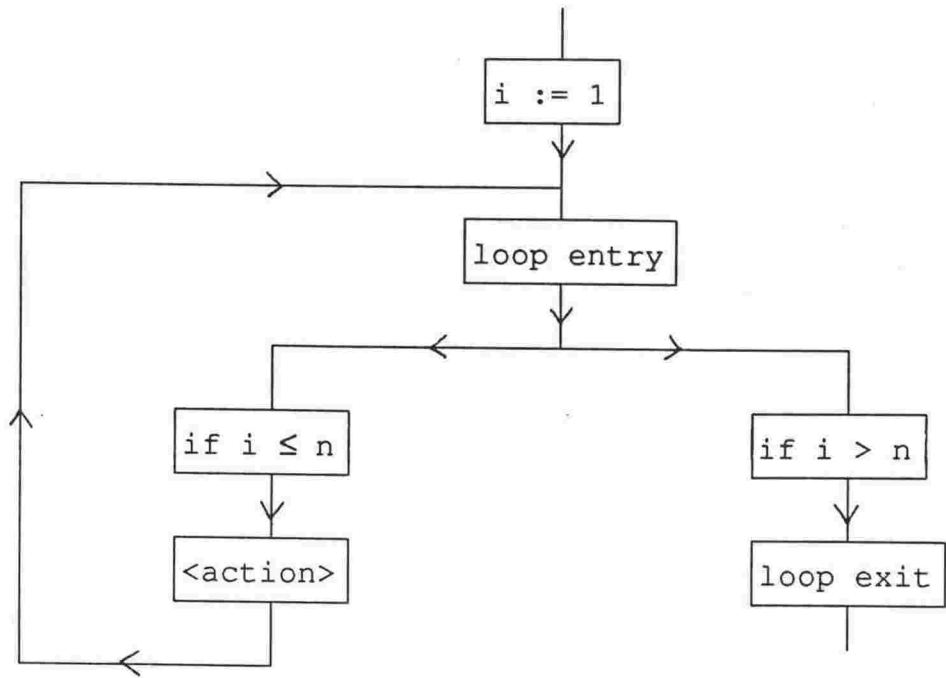 i := 1
loop entry
if i ≤ n
if i > n
<action>
loop exit